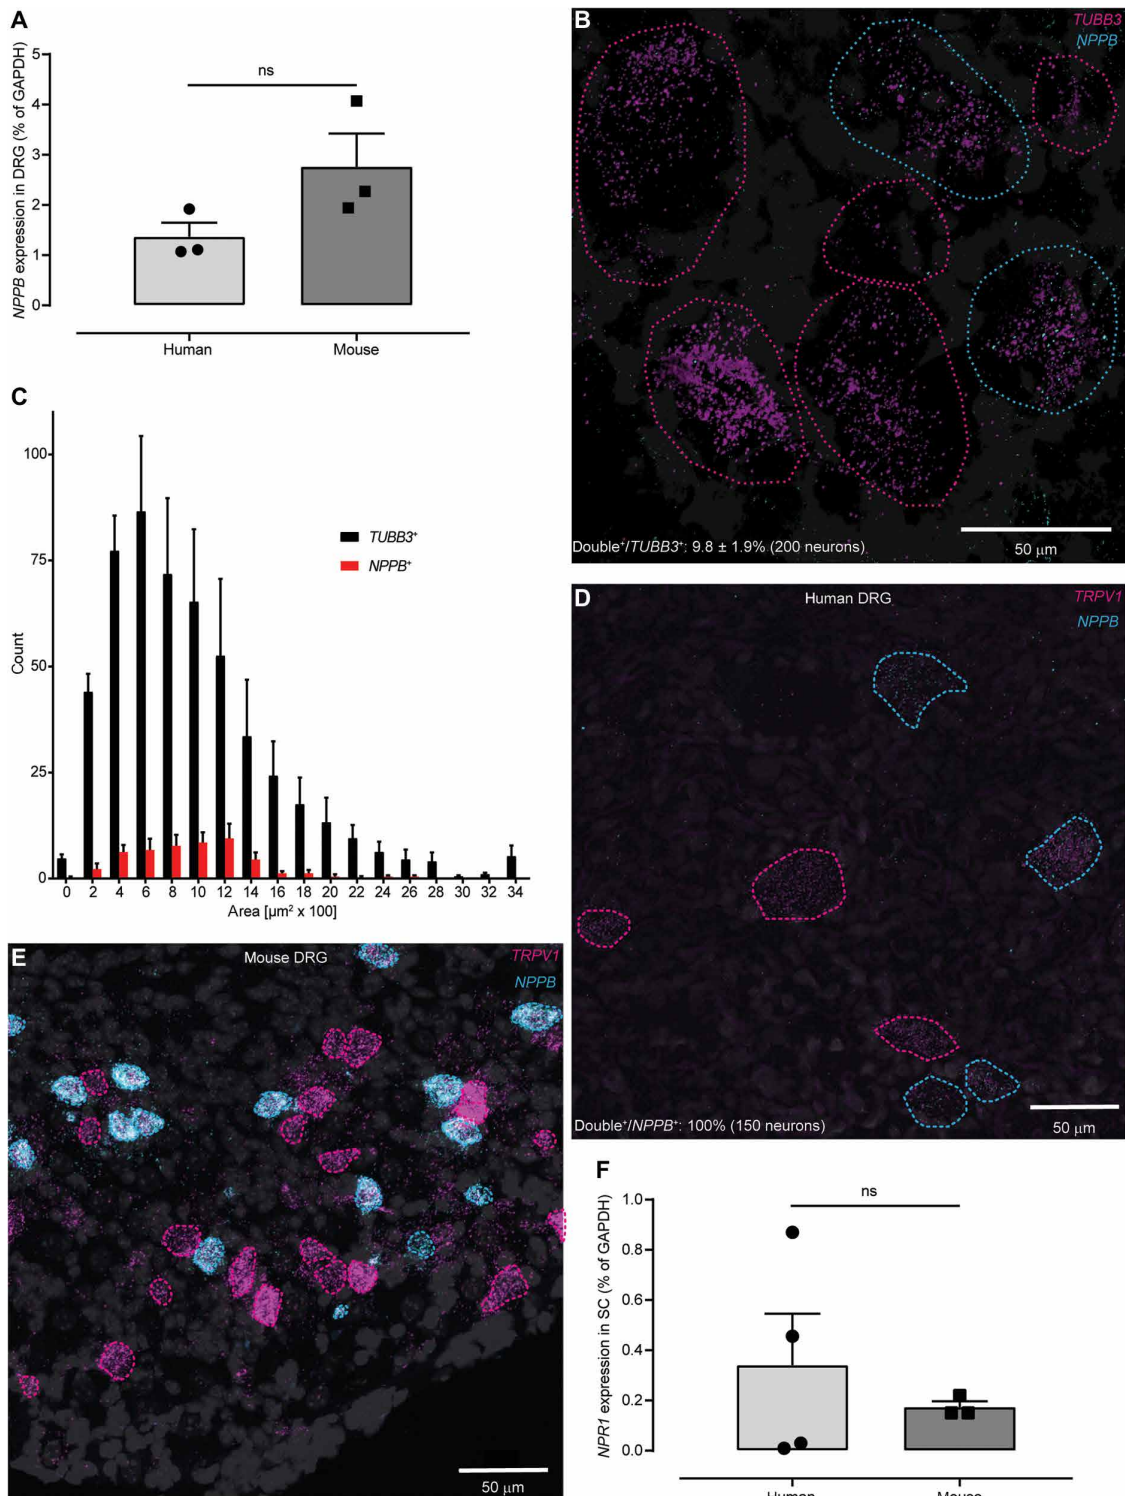 A
NPPB expression in DRG (% of GAPDH)
5
4
3
2
1
0
ns
Human
Mouse
B
TUBB3
NPPB
Double⁺/TUBB3⁺: 9.8 ± 1.9% (200 neurons)
50 μm
C
Count
100
75
50
25
0
TUBB3⁺
NPPB⁺
0 2 4 6 8 10 12 14 16 18 20 22 24 26 28 30 32 34
Area [μm² x 100]
D
Human DRG
TRPV1
NPPB
Double⁺/NPPB⁺: 100% (150 neurons)
50 μm
E
Mouse DRG
TRPV1
NPPB
50 μm
F
NPR1 expression in SC (% of GAPDH)
1.0
0.8
0.6
0.4
0.2
0.0
ns
Human
Mouse